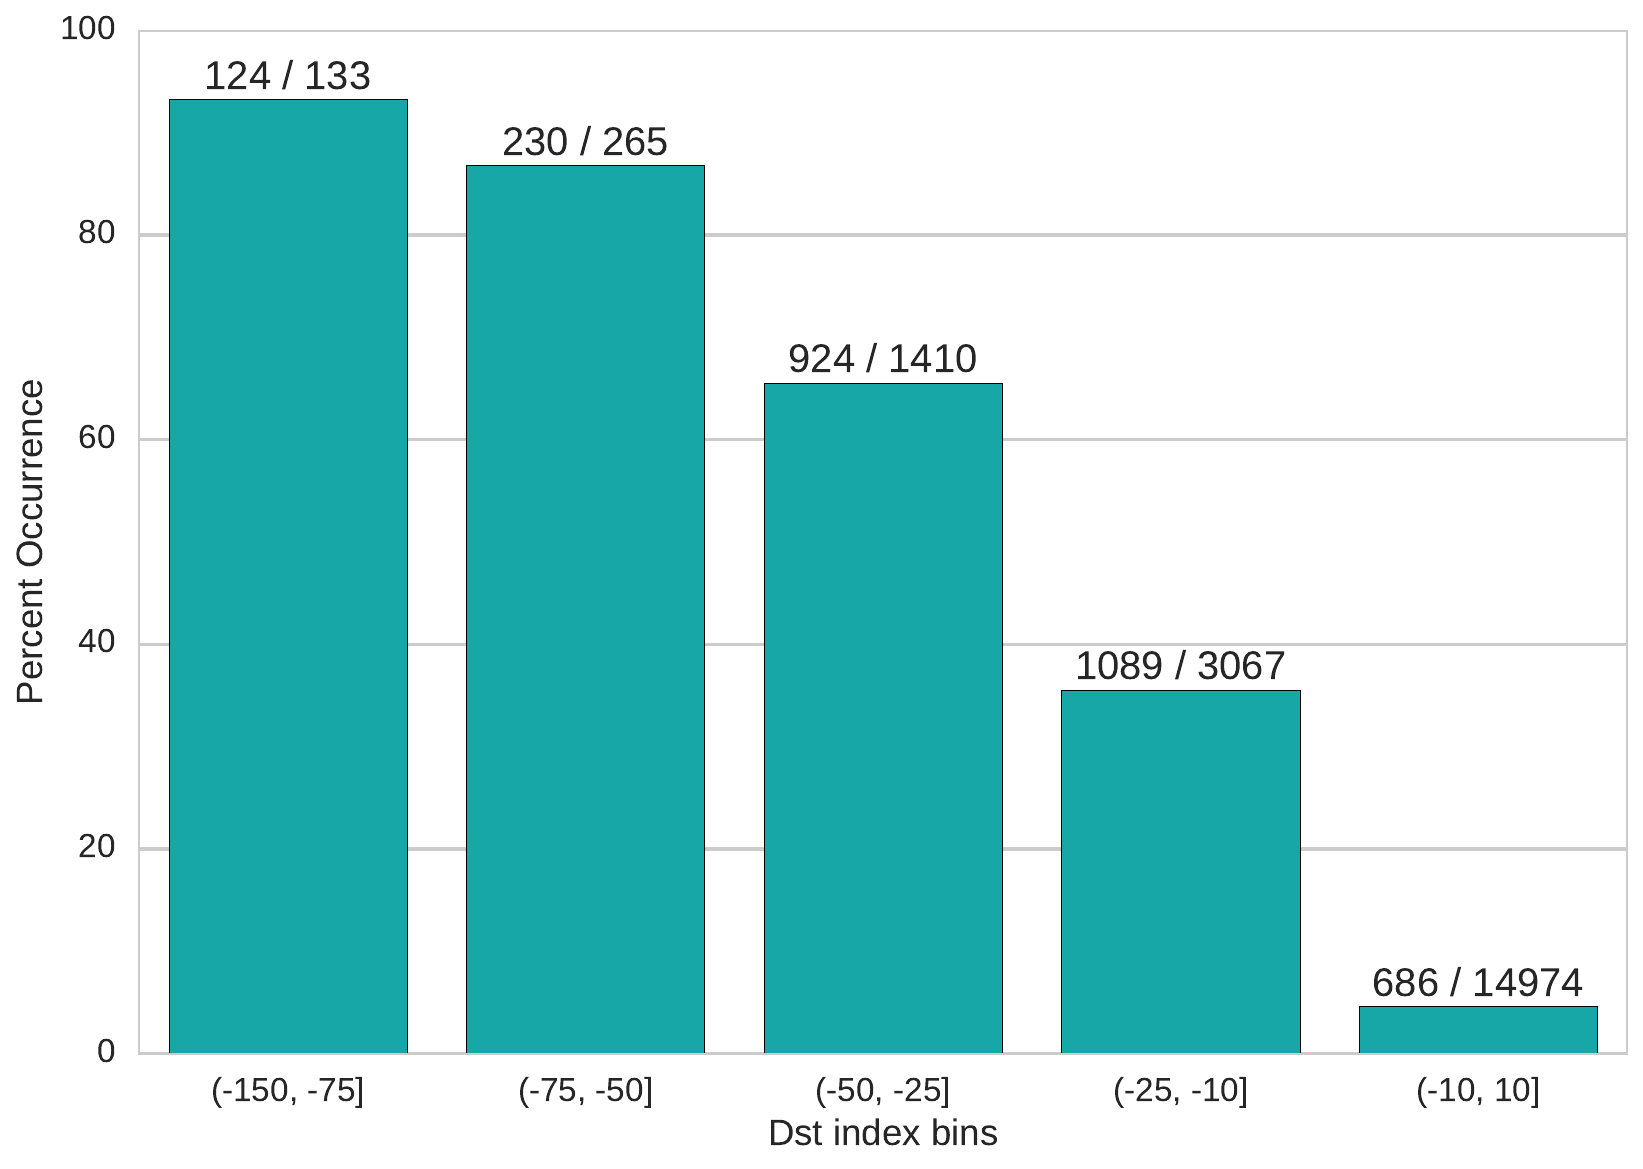 100
80
60
40
20
0
Percent Occurrence
124 / 133
230 / 265
924 / 1410
1089 / 3067
686 / 14974
(-150, -75]
(-75, -50]
(-50, -25]
(-25, -10]
(-10, 10]
Dst index bins